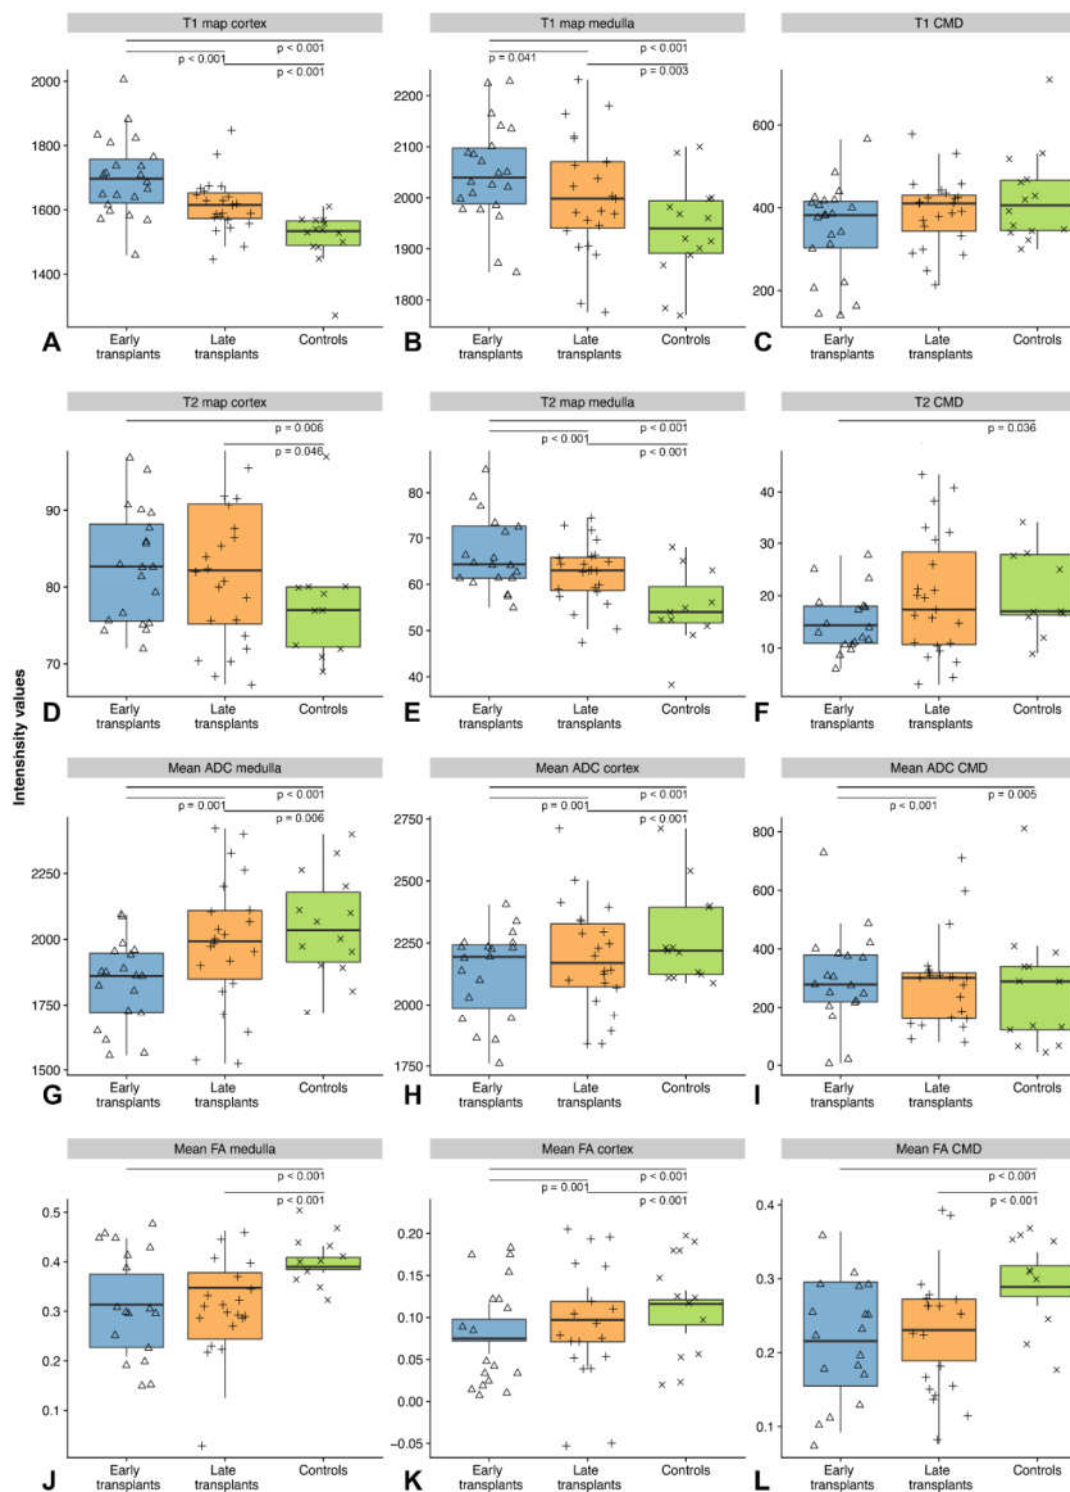 T1 map cortex
p < 0.001
p < 0.001
p < 0.001
2000
1800
1600
1400
A
Early transplants
Late transplants
Controls
T1 map medulla
p < 0.001
p = 0.041
p = 0.003
2200
2100
2000
1900
1800
B
Early transplants
Late transplants
Controls
T1 CMD
600
400
200
C
Early transplants
Late transplants
Controls
T2 map cortex
p = 0.006
p = 0.046
90
80
70
D
Early transplants
Late transplants
Controls
T2 map medulla
p < 0.001
p < 0.001
p < 0.001
80
70
60
50
40
E
Early transplants
Late transplants
Controls
T2 CMD
p = 0.036
40
30
20
10
F
Early transplants
Late transplants
Controls
Intenshsity values
Mean ADC medulla
p < 0.001
p = 0.001
p = 0.006
2250
2000
1750
1500
G
Early transplants
Late transplants
Controls
Mean ADC cortex
p < 0.001
p = 0.001
p < 0.001
2750
2500
2250
2000
1750
H
Early transplants
Late transplants
Controls
Mean ADC CMD
p = 0.005
p < 0.001
800
600
400
200
0
I
Early transplants
Late transplants
Controls
Mean FA medulla
p < 0.001
p < 0.001
0.5
0.4
0.3
0.2
0.1
J
Early transplants
Late transplants
Controls
Mean FA cortex
p < 0.001
p = 0.001
p < 0.001
0.20
0.15
0.10
0.05
0.00
−0.05
K
Early transplants
Late transplants
Controls
Mean FA CMD
p < 0.001
p < 0.001
0.4
0.3
0.2
0.1
L
Early transplants
Late transplants
Controls